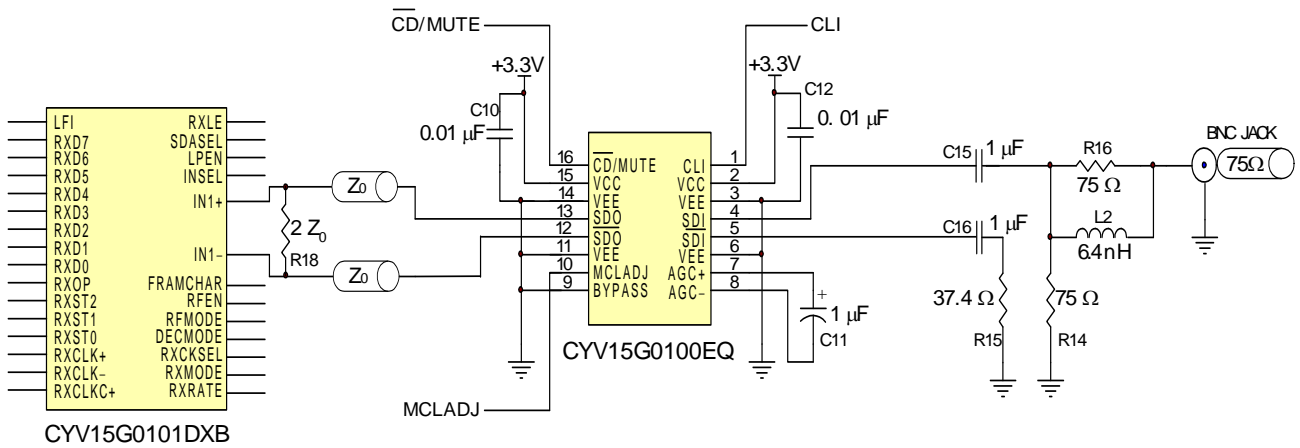 C̅D̅/MUTE
CLI
+3.3V
+3.3V
C10
0.01 µF
C12
0. 01 µF
LFI
RXD7
RXD6
RXD5
RXD4
RXD3
RXD2
RXD1
RXD0
RXOP
RXST2
RXST1
RXST0
RXCLK+
RXCLK–
RXCLKC+
RXLE
SDASEL
LPEN
INSEL
IN1+
IN1–
FRAMCHAR
RFEN
RFMODE
DECMODE
RXCKSEL
RXMODE
RXRATE
CYV15G0101DXB
2 Z0
R18
Z0
Z0
16 C̅D̅/MUTE
15 VCC
14 VEE
13 SDO
12 S̅D̅O̅
11 VEE
10 MCLADJ
9 BYPASS
CLI 1
VCC 2
VEE 3
SDI 4
S̅D̅I̅ 5
VEE 6
AGC+ 7
AGC– 8
CYV15G0100EQ
MCLADJ
+
1 µF
C11
C15
1 µF
C16
1 µF
R16
75 Ω
L2
6.4nH
37.4 Ω
R15
75 Ω
R14
BNC JACK
75Ω